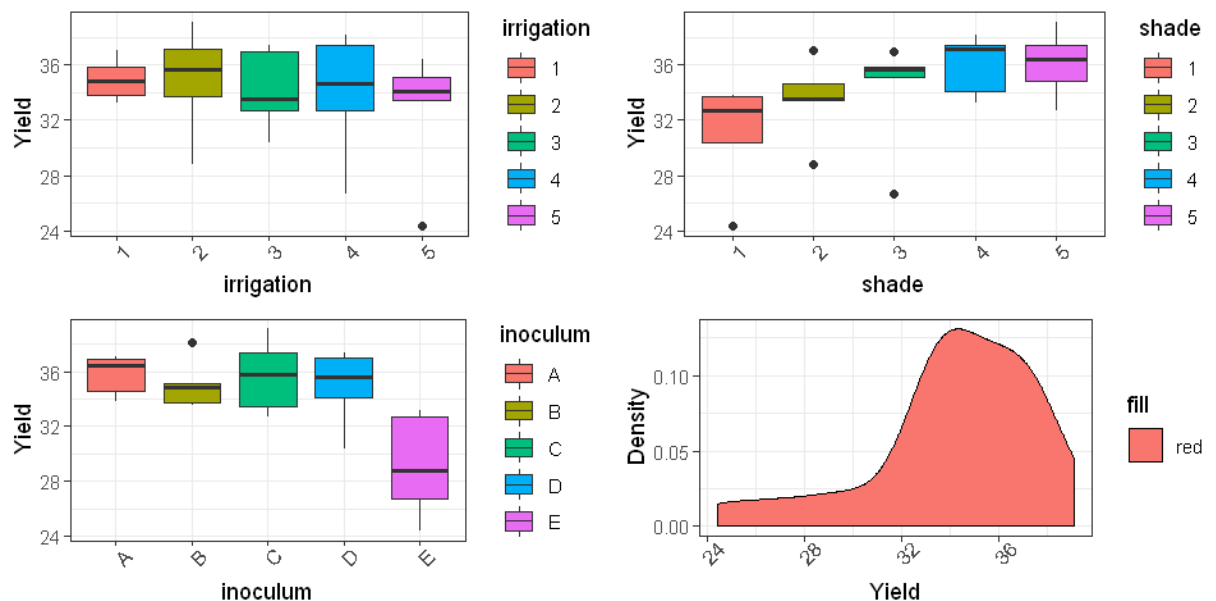 Yield
36
32
28
24
1 2 3 4 5
irrigation
irrigation
1
2
3
4
5
Yield
36
32
28
24
1 2 3 4 5
shade
shade
1
2
3
4
5
Yield
36
32
28
24
A B C D E
inoculum
inoculum
A
B
C
D
E
Density
0.10
0.05
0.00
24 28 32 36
Yield
fill
red